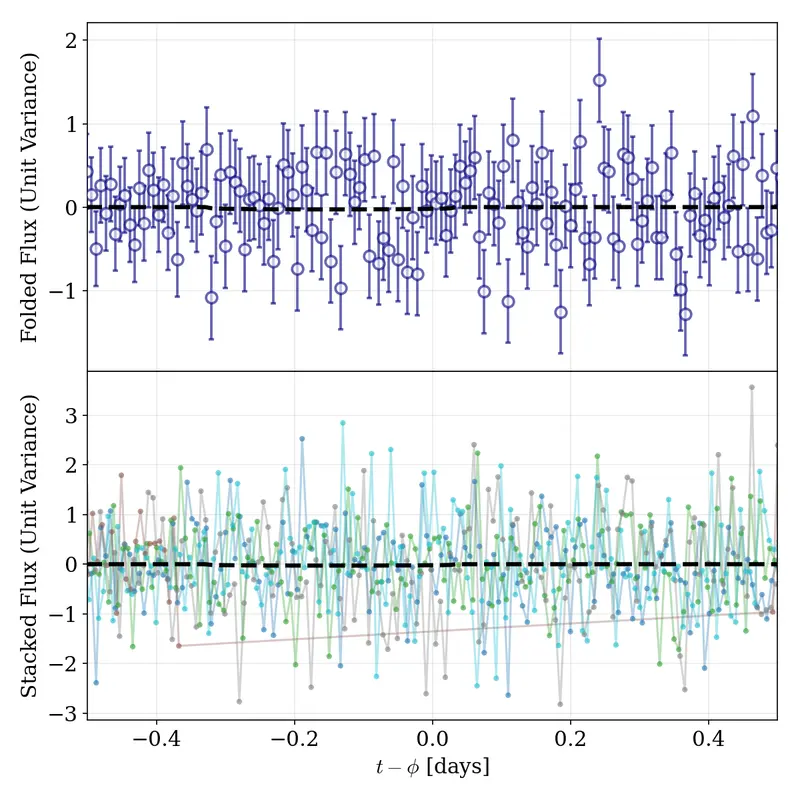 Folded Flux (Unit Variance)
2
1
0
−1
Stacked Flux (Unit Variance)
3
2
1
0
−1
−2
−3
−0.4 −0.2 0.0 0.2 0.4
t − ϕ [days]